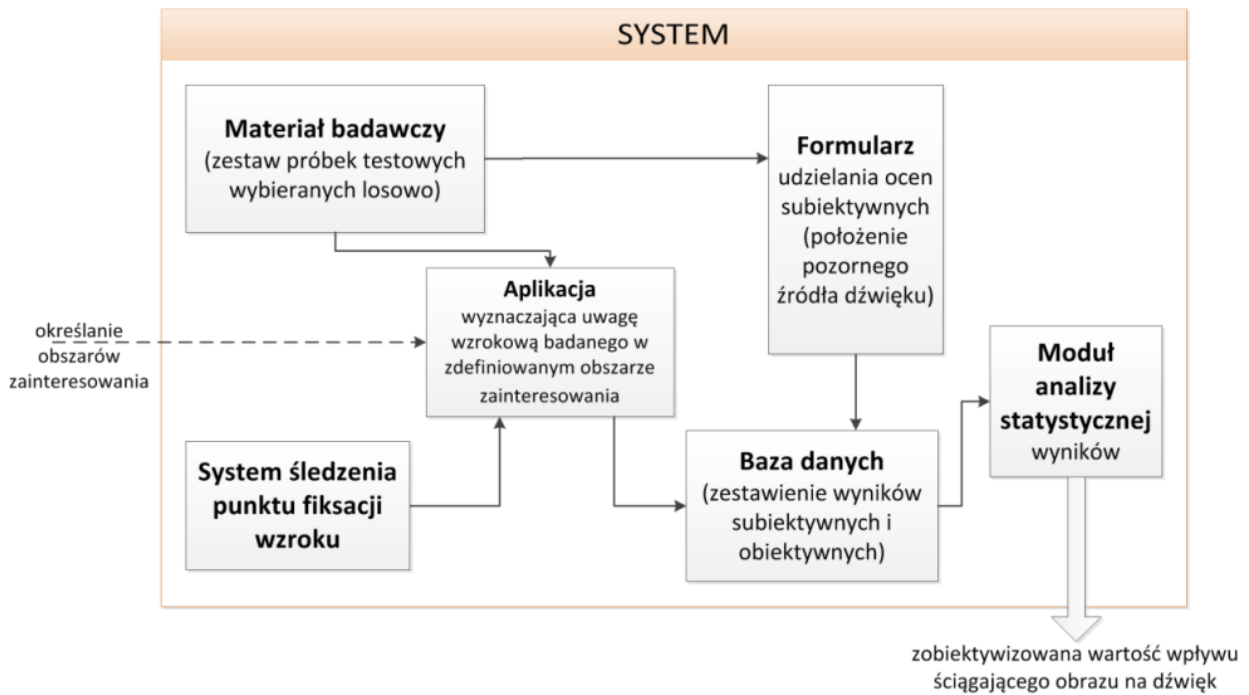 SYSTEM
Materiał badawczy
(zestaw próbek testowych
wybieranych losowo)
Formularz
udzielania ocen
subiektywnych
(położenie
pozornego
źródła dźwięku)
Aplikacja
wyznaczająca uwagę
wzrokową badanego w
zdefiniowanym obszarze
zainteresowania
określanie
obszarów
zainteresowania
Moduł
analizy
statystycznej
wyników
System śledzenia
punktu fiksacji
wzroku
Baza danych
(zestawienie wyników
subiektywnych i
obiektywnych)
zobiektywizowana wartość wpływu
ściągającego obrazu na dźwięk